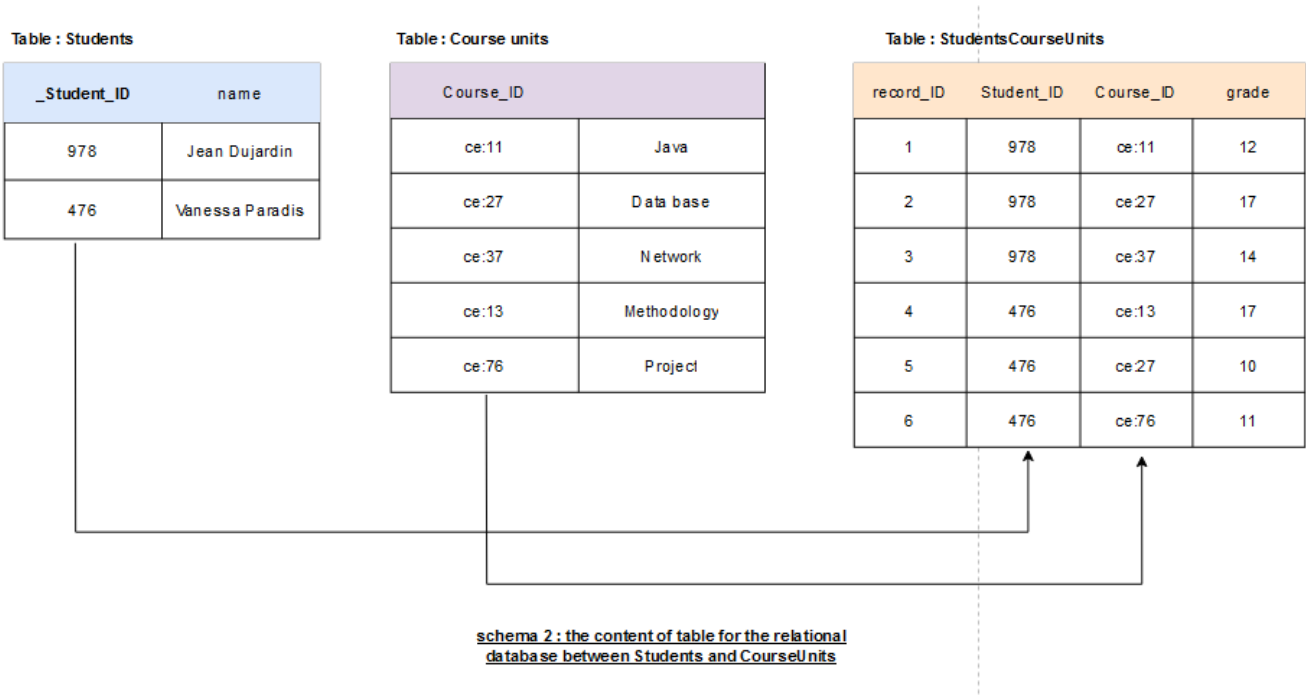 Table : Students
_Student_ID name
978 Jean Dujardin
476 Vanessa Paradis
Table : Course units
Course_ID
ce:11 Java
ce:27 Data base
ce:37 Network
ce:13 Methodology
ce:76 Project
Table : StudentsCourseUnits
record_ID Student_ID Course_ID grade
1 978 ce:11 12
2 978 ce:27 17
3 978 ce:37 14
4 476 ce:13 17
5 476 ce:27 10
6 476 ce:76 11
schema 2 : the content of table for the relational
database between Students and CourseUnits